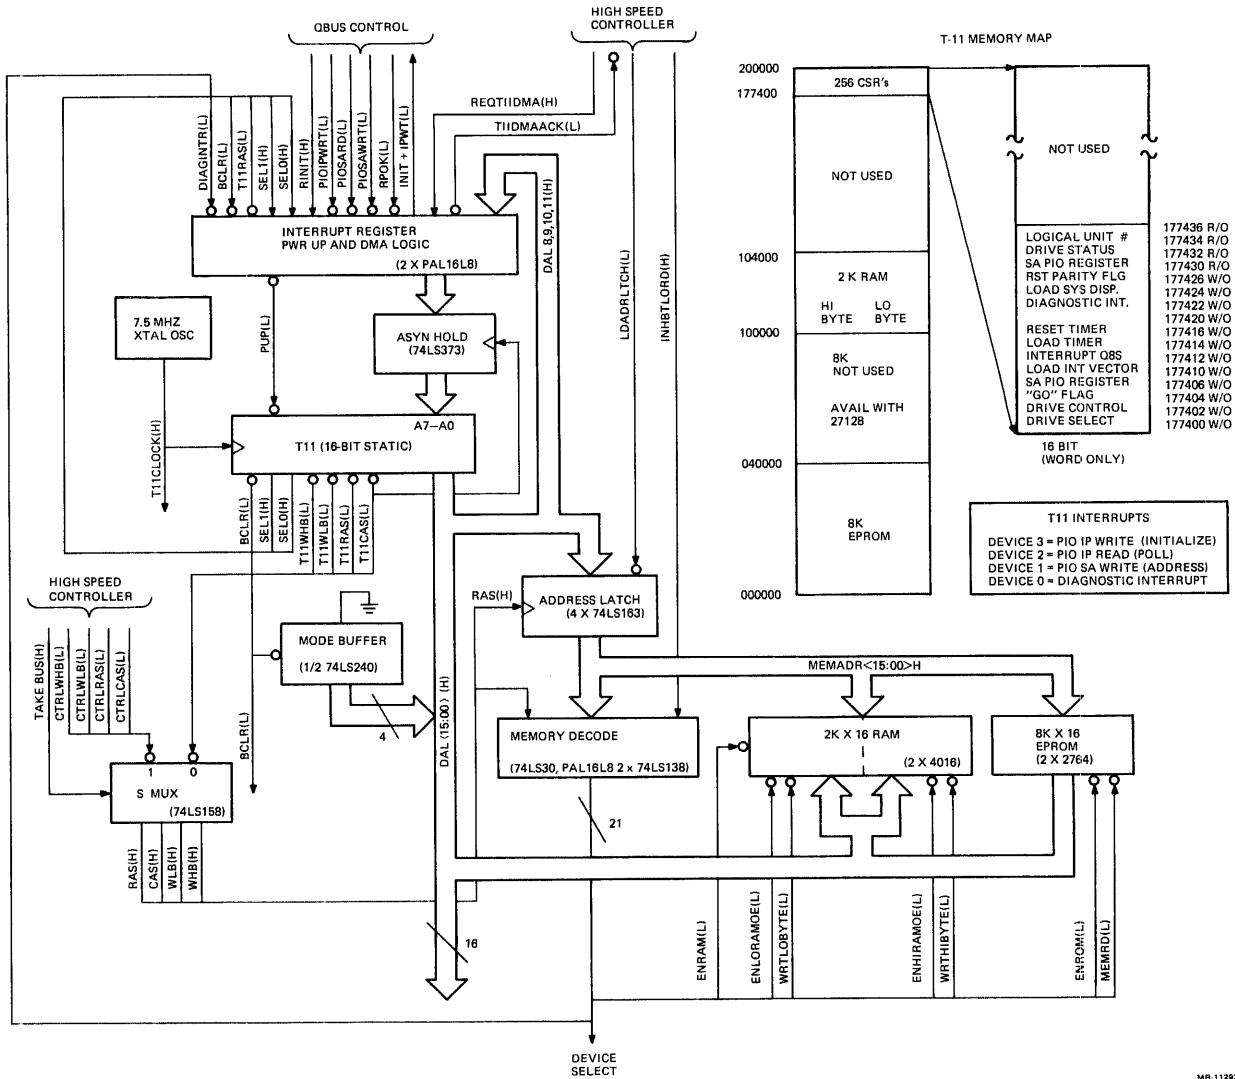 QBUS CONTROL
HIGH SPEED
CONTROLLER
T-11 MEMORY MAP
DIAGINTR(L)
BCLR(L)
T11RAS(L)
SEL1(H)
SEL0(H)
RINIT(H)
PIOIPWRT(L)
PIOSARD(L)
PIOSAWRT(L)
RPOK(L)
INIT + IPWT(L)
REQTIIDMA(H)
TIIDMAACK(L)
INTERRUPT REGISTER
PWR UP AND DMA LOGIC
(2 X PAL16L8)
DAL 8,9,10,11(H)
LDADRLTCH(L)
INHBTLORD(H)
7.5 MHZ
XTAL OSC
PUP(L)
ASYN HOLD
(74LS373)
A7–A0
T11 (16-BIT STATIC)
T11CLOCK(H)
BCLR(L)
SEL1(H)
SEL0(H)
T11WHB(L)
T11WLB(L)
T11RAS(L)
T11CAS(L)
HIGH SPEED
CONTROLLER
TAKE BUS(H)
CTRLWHB(L)
CTRLWLB(L)
CTRLRAS(L)
CTRLCAS(L)
MODE BUFFER
(1/2 74LS240)
4
BCLR(L)
1 0
S MUX
(74LS158)
RAS(H)
CAS(H)
WLB(H)
WHB(H)
DAL (15:00) (H)
16
RAS(H)
ADDRESS LATCH
(4 X 74LS163)
MEMADR<15:00>H
MEMORY DECODE
(74LS30, PAL16L8 2 x 74LS138)
21
2K X 16 RAM
(2 X 4016)
8K X 16
EPROM
(2 X 2764)
ENRAM(L)
ENLORAMOE(L)
WRTLOBYTE(L)
ENHIRAMOE(L)
WRTHIBYTE(L)
ENROM(L)
MEMRD(L)
DEVICE
SELECT
200000
177400
104000
100000
040000
000000
256 CSR's
NOT USED
2 K RAM
HI LO
BYTE BYTE
8K
NOT USED
AVAIL WITH
27128
8K
EPROM
NOT USED
LOGICAL UNIT # 177436 R/O
DRIVE STATUS 177434 R/O
SA PIO REGISTER 177432 R/O
RST PARITY FLG 177430 R/O
LOAD SYS DISP. 177426 W/O
DIAGNOSTIC INT. 177424 W/O
177422 W/O
177420 W/O
RESET TIMER 177416 W/O
LOAD TIMER 177414 W/O
INTERRUPT QBS 177412 W/O
LOAD INT VECTOR 177410 W/O
SA PIO REGISTER 177406 W/O
"GO" FLAG 177404 W/O
DRIVE CONTROL 177402 W/O
DRIVE SELECT 177400 W/O
16 BIT
(WORD ONLY)
T11 INTERRUPTS
DEVICE 3 = PIO IP WRITE (INITIALIZE)
DEVICE 2 = PIO IP READ (POLL)
DEVICE 1 = PIO SA WRITE (ADDRESS)
DEVICE 0 = DIAGNOSTIC INTERRUPT